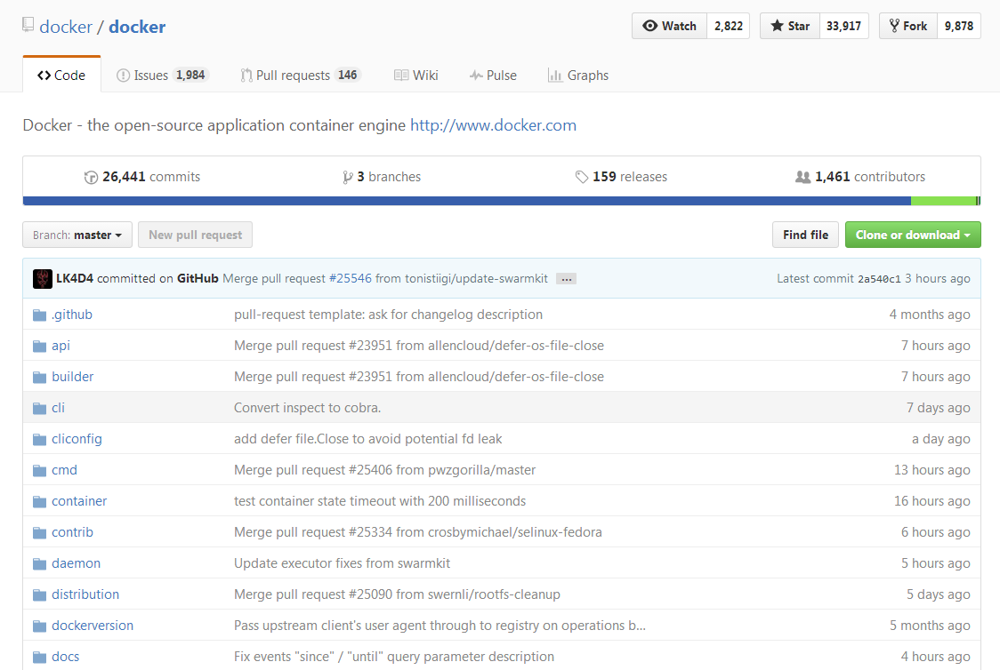 docker / docker
Watch 2,822 Star 33,917 Fork 9,878
Code Issues 1,984 Pull requests 146 Wiki Pulse Graphs
Docker - the open-source application container engine http://www.docker.com
26,441 commits 3 branches 159 releases 1,461 contributors
Branch: master New pull request Find file Clone or download
LK4D4 committed on GitHub Merge pull request #25546 from tonistiigi/update-swarmkit ... Latest commit 2a540c1 3 hours ago
.github pull-request template: ask for changelog description 4 months ago
api Merge pull request #23951 from allencloud/defer-os-file-close 7 hours ago
builder Merge pull request #23951 from allencloud/defer-os-file-close 7 hours ago
cli Convert inspect to cobra. 7 days ago
cliconfig add defer file.Close to avoid potential fd leak a day ago
cmd Merge pull request #25406 from pwzgorilla/master 13 hours ago
container test container state timeout with 200 milliseconds 16 hours ago
contrib Merge pull request #25334 from crosbymichael/selinux-fedora 6 hours ago
daemon Update executor fixes from swarmkit 5 hours ago
distribution Merge pull request #25090 from swernli/rootfs-cleanup 5 days ago
dockerversion Pass upstream client's user agent through to registry on operations b... 5 months ago
docs Fix events "since" / "until" query parameter description 4 hours ago